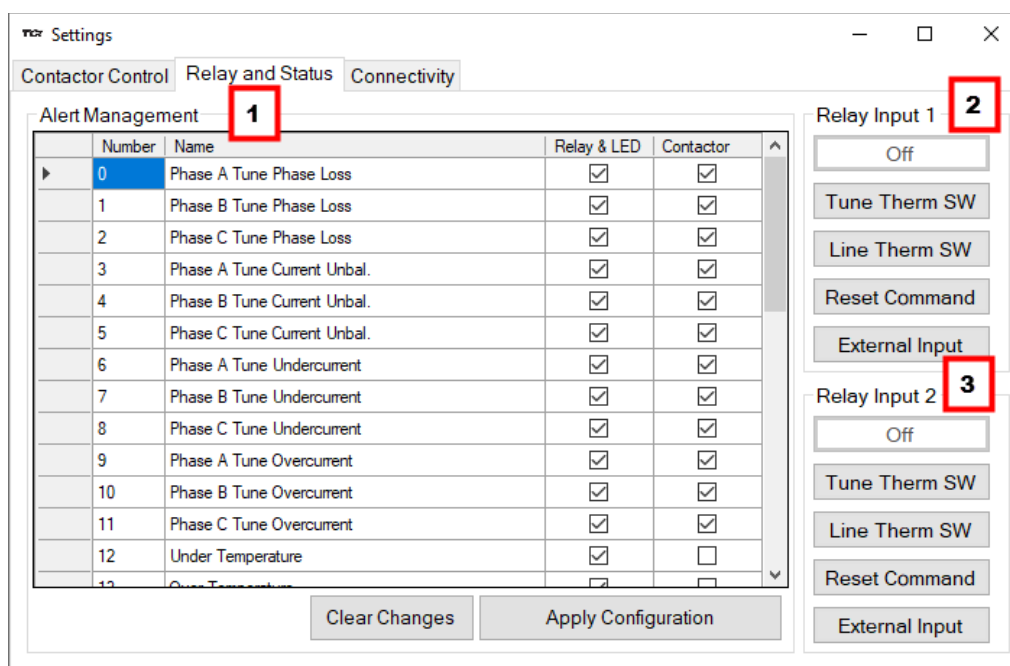 TCI Settings
Contactor Control Relay and Status Connectivity
Alert Management 1
Number Name Relay & LED Contactor
0 Phase A Tune Phase Loss
1 Phase B Tune Phase Loss
2 Phase C Tune Phase Loss
3 Phase A Tune Current Unbal.
4 Phase B Tune Current Unbal.
5 Phase C Tune Current Unbal.
6 Phase A Tune Undercurrent
7 Phase B Tune Undercurrent
8 Phase C Tune Undercurrent
9 Phase A Tune Overcurrent
10 Phase B Tune Overcurrent
11 Phase C Tune Overcurrent
12 Under Temperature
13 Over Temperature
Clear Changes Apply Configuration
Relay Input 1 2
Off
Tune Therm SW
Line Therm SW
Reset Command
External Input
Relay Input 2 3
Off
Tune Therm SW
Line Therm SW
Reset Command
External Input